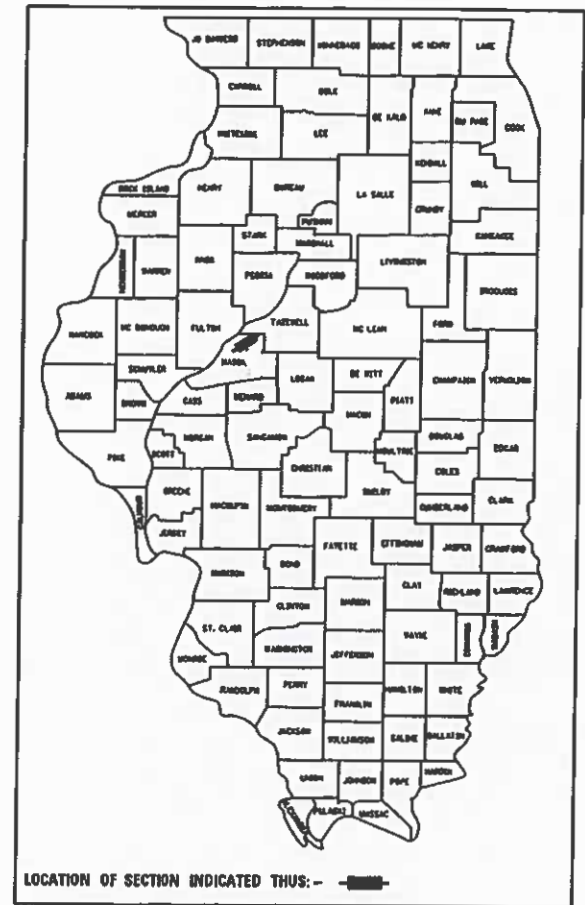 JO DAVIESS STEPHENSON WINNEBAGO BOONE MC HENRY LAKE
CARROLL OGLE DE KALB KANE DU PAGE COOK
WHITESIDE LEE KENDALL WILL
ROCK ISLAND HENRY BUREAU LA SALLE GRUNDY
MERCER PUTNAM
STARK MARSHALL KANKAKEE
HENDERSON WARREN KNOX PEORIA WOODFORD LIVINGSTON IROQUOIS
HANCOCK MC DONOUGH FULTON TAZEWELL MC LEAN FORD
MASON
SCHUYLER LOGAN DE WITT CHAMPAIGN VERMILION
ADAMS BROWN CASS MENARD MACON PIATT
MORGAN SANGAMON DOUGLAS EDGAR
PIKE SCOTT CHRISTIAN MOULTRIE COLES
GREENE MACOUPIN MONTGOMERY SHELBY CUMBERLAND CLARK
CALHOUN JERSEY FAYETTE EFFINGHAM JASPER CRAWFORD
MADISON BOND CLAY RICHLAND LAWRENCE
CLINTON MARION
ST. CLAIR WAYNE EDWARDS WABASH
MONROE WASHINGTON JEFFERSON
RANDOLPH PERRY FRANKLIN HAMILTON WHITE
JACKSON WILLIAMSON SALINE GALLATIN
UNION JOHNSON POPE HARDIN
PULASKI MASSAC
LOCATION OF SECTION INDICATED THUS: -